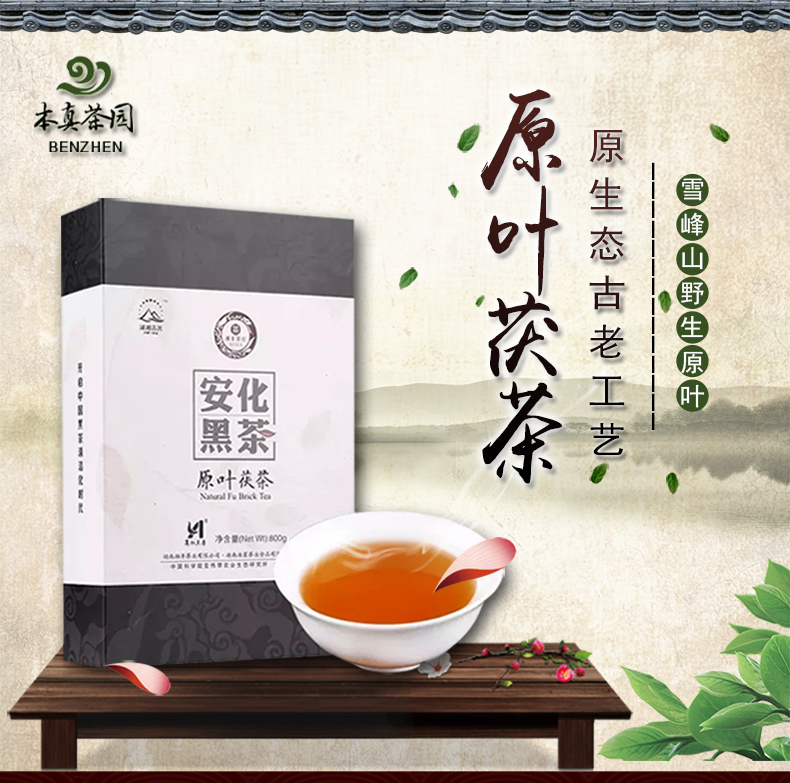 本真茶园
BENZHEN
原叶茯茶
原生态古老工艺
雪峰山野生原叶
安化
黑茶
原叶茯茶
Natural Fu Brick Tea
净含量(Net Wt):800g